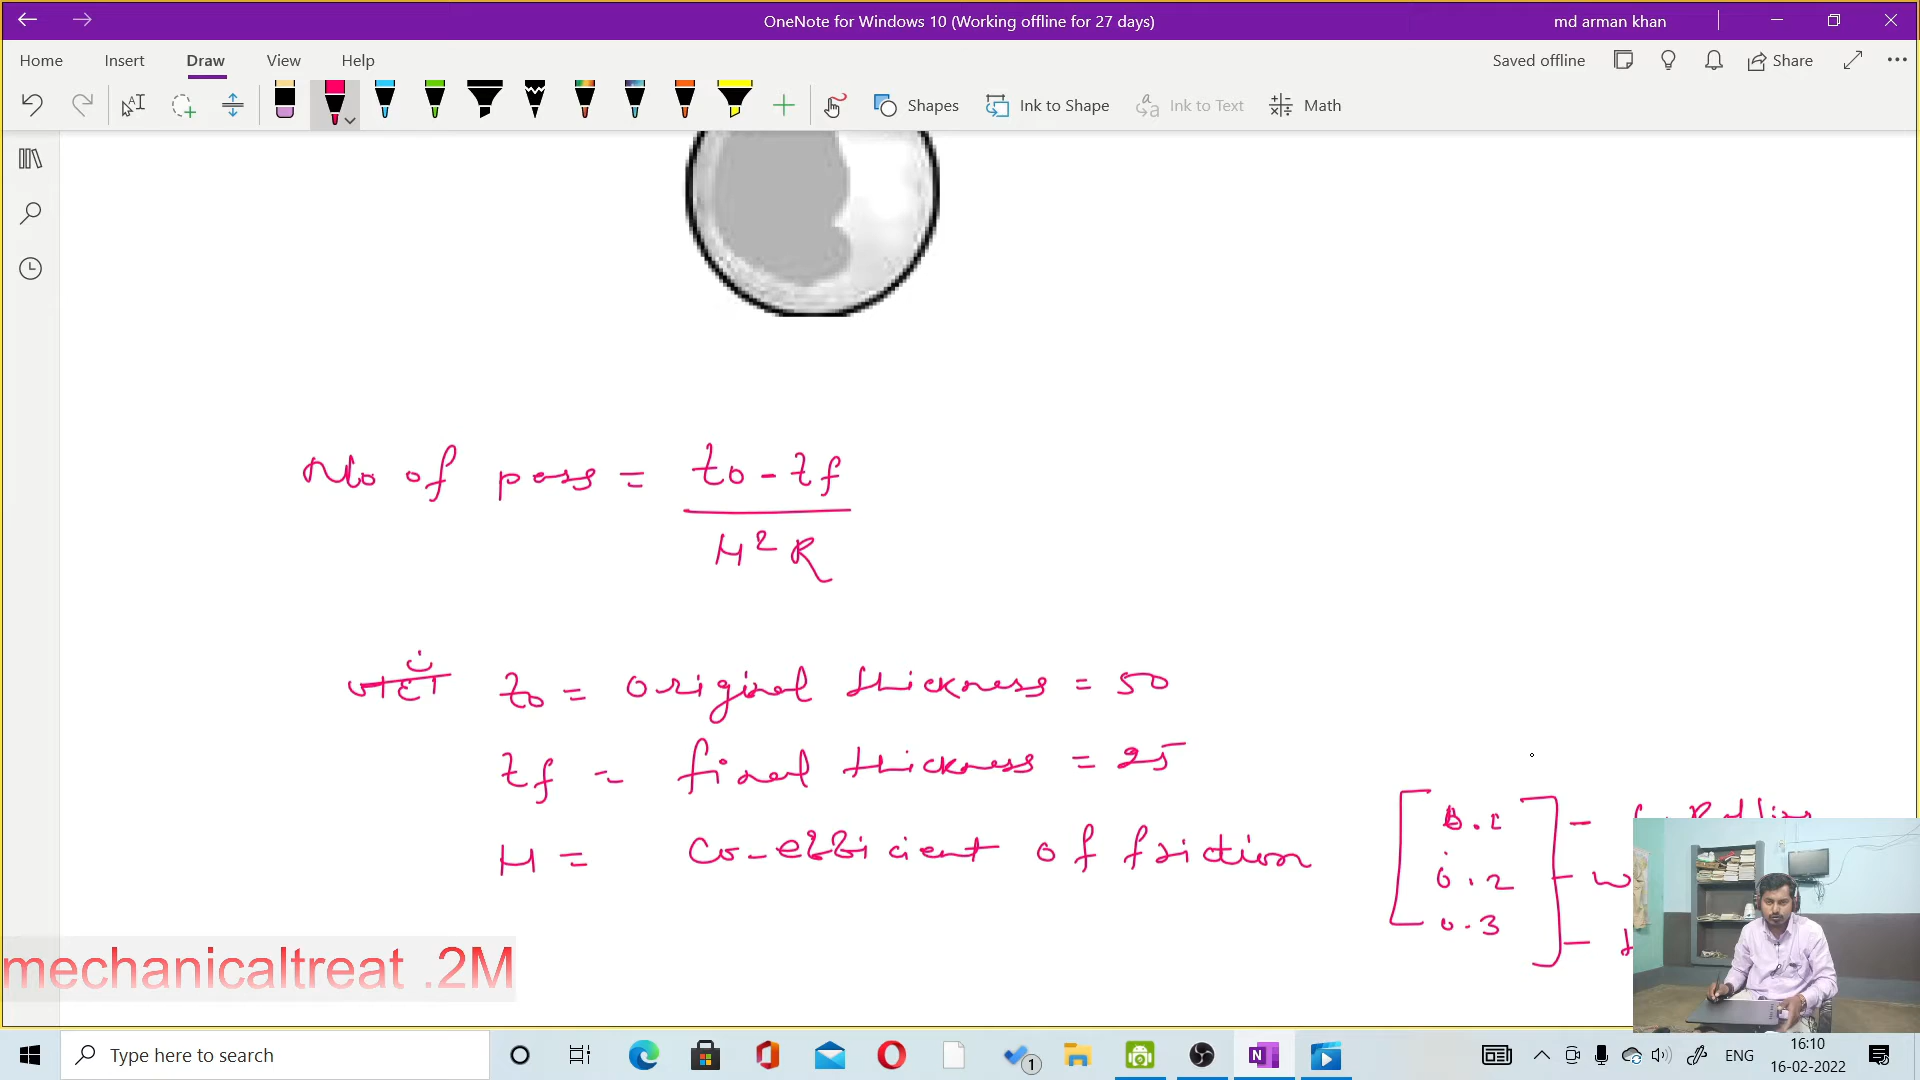 OneNote for Windows 10 (Working offline for 27 days)
md arman khan
Home Insert Draw View Help
Saved offline Share
Shapes Ink to Shape Ink to Text Math
No of pass = to - tf
μ² R
to = original thickness = 50
tf = final thickness = 25
μ = Co-efficient of friction
0.1
0.2
0.3
mechanicaltreat .2M
Type here to search
1
ENG
16:10
16-02-2022